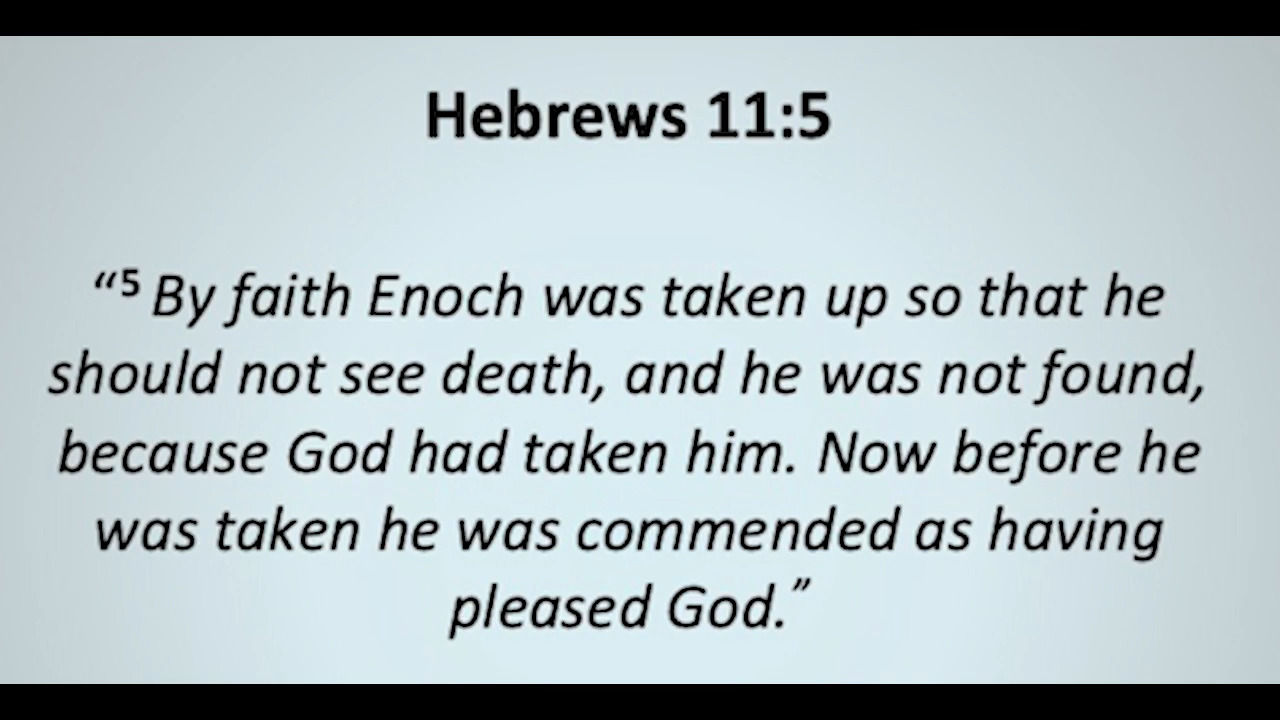 Hebrews 11:5
“⁵ By faith Enoch was taken up so that he
should not see death, and he was not found,
because God had taken him. Now before he
was taken he was commended as having
pleased God.”